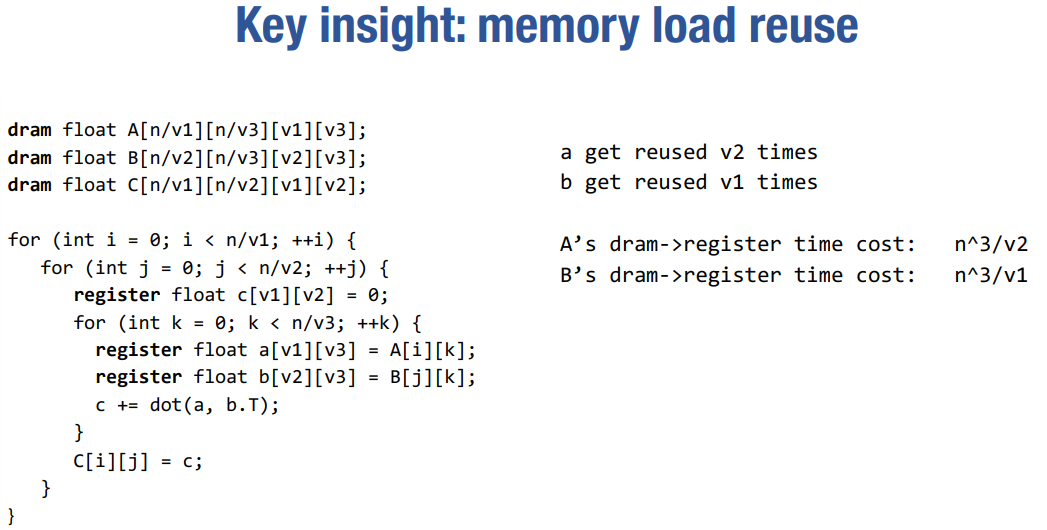 Key insight: memory load reuse
dram float A[n/v1][n/v3][v1][v3];
dram float B[n/v2][n/v3][v2][v3];
dram float C[n/v1][n/v2][v1][v2];
for (int i = 0; i < n/v1; ++i) {
for (int j = 0; j < n/v2; ++j) {
register float c[v1][v2] = 0;
for (int k = 0; k < n/v3; ++k) {
register float a[v1][v3] = A[i][k];
register float b[v2][v3] = B[j][k];
c += dot(a, b.T);
}
C[i][j] = c;
}
}
a get reused v2 times
b get reused v1 times
A’s dram->register time cost: n^3/v2
B’s dram->register time cost: n^3/v1